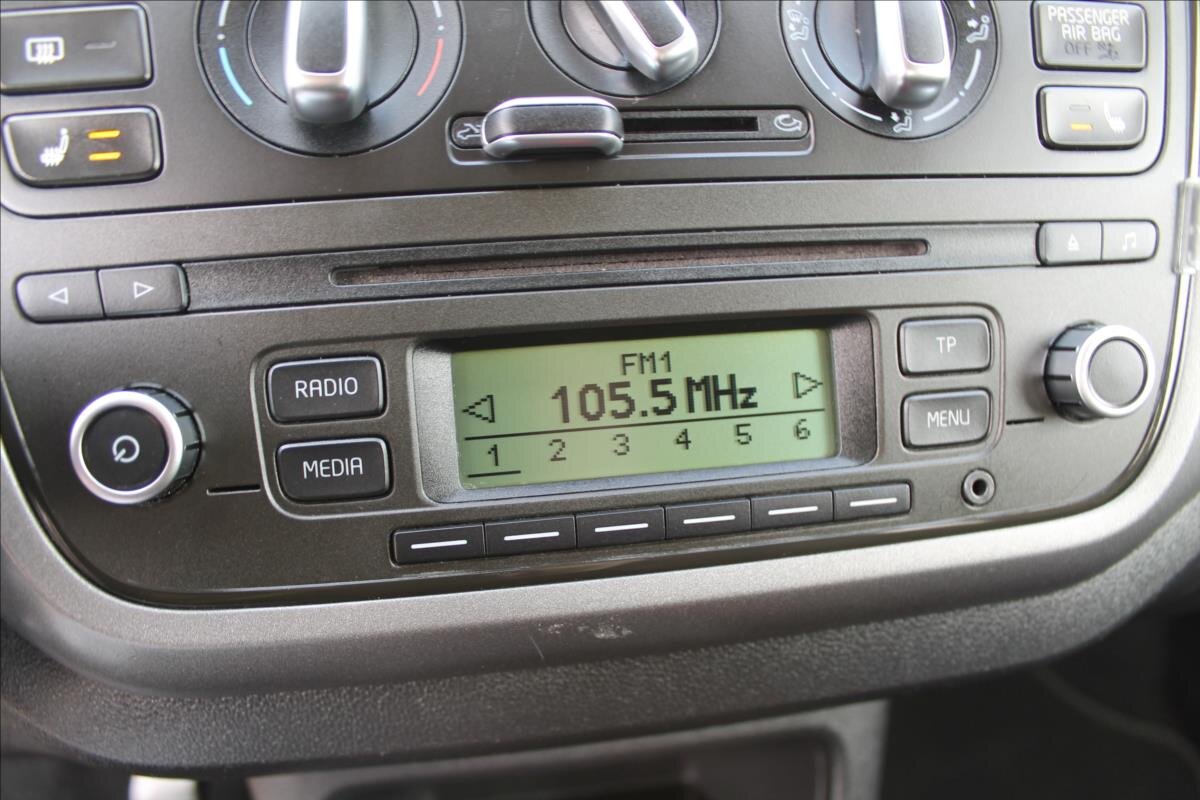 PASSENGER
AIR BAG
OFF
RADIO
MEDIA
FM1
105.5 MHz
1 2 3 4 5 6
TP
MENU